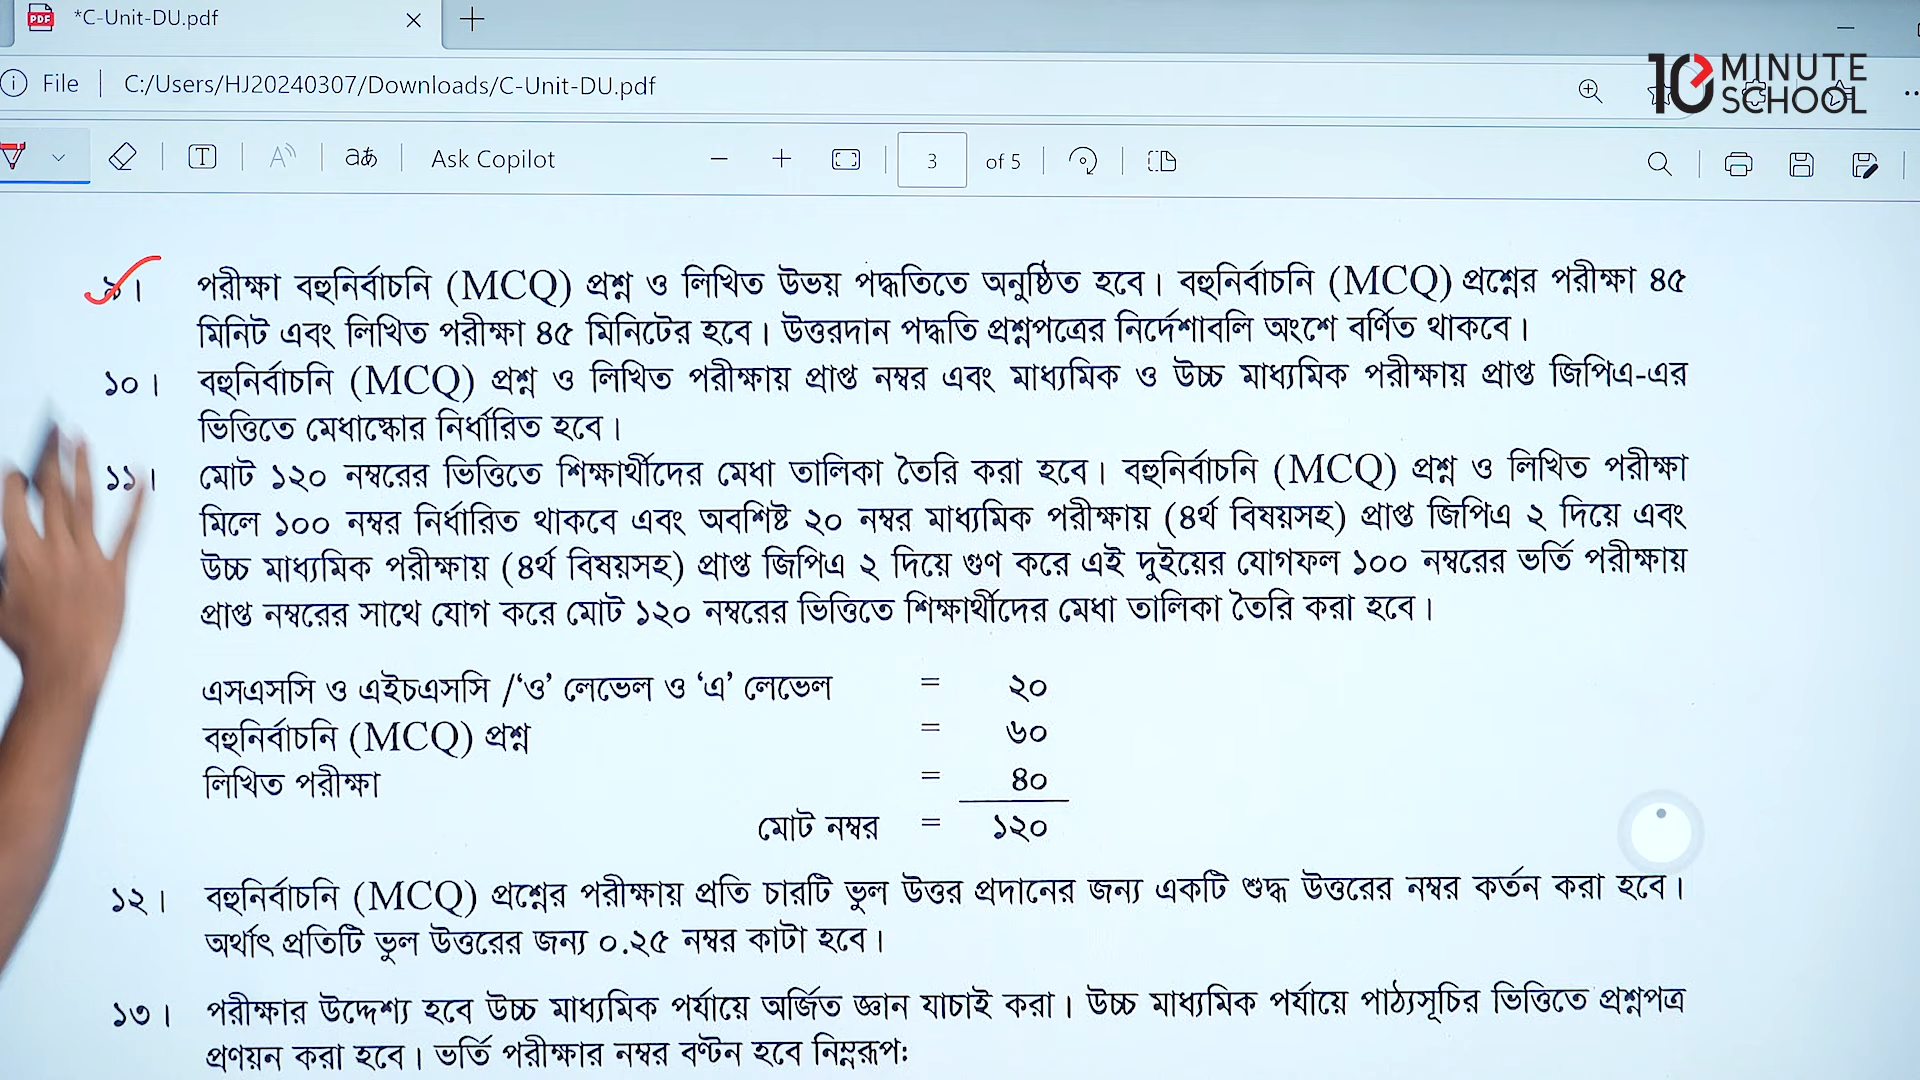 *C-Unit-DU.pdf
File
C:/Users/HJ20240307/Downloads/C-Unit-DU.pdf
10 MINUTE SCHOOL
Ask Copilot
3 of 5
৯। পরীক্ষা বহুনির্বাচনি (MCQ) প্রশ্ন ও লিখিত উভয় পদ্ধতিতে অনুষ্ঠিত হবে। বহুনির্বাচনি (MCQ) প্রশ্নের পরীক্ষা ৪৫
মিনিট এবং লিখিত পরীক্ষা ৪৫ মিনিটের হবে। উত্তরদান পদ্ধতি প্রশ্নপত্রের নির্দেশাবলি অংশে বর্ণিত থাকবে।
১০। বহুনির্বাচনি (MCQ) প্রশ্ন ও লিখিত পরীক্ষায় প্রাপ্ত নম্বর এবং মাধ্যমিক ও উচ্চ মাধ্যমিক পরীক্ষায় প্রাপ্ত জিপিএ-এর
ভিত্তিতে মেধাস্কোর নির্ধারিত হবে।
১১। মোট ১২০ নম্বরের ভিত্তিতে শিক্ষার্থীদের মেধা তালিকা তৈরি করা হবে। বহুনির্বাচনি (MCQ) প্রশ্ন ও লিখিত পরীক্ষা
মিলে ১০০ নম্বর নির্ধারিত থাকবে এবং অবশিষ্ট ২০ নম্বর মাধ্যমিক পরীক্ষায় (৪র্থ বিষয়সহ) প্রাপ্ত জিপিএ ২ দিয়ে এবং
উচ্চ মাধ্যমিক পরীক্ষায় (৪র্থ বিষয়সহ) প্রাপ্ত জিপিএ ২ দিয়ে গুণ করে এই দুইয়ের যোগফল ১০০ নম্বরের ভর্তি পরীক্ষায়
প্রাপ্ত নম্বরের সাথে যোগ করে মোট ১২০ নম্বরের ভিত্তিতে শিক্ষার্থীদের মেধা তালিকা তৈরি করা হবে।
এসএসসি ও এইচএসসি /‘ও’ লেভেল ও ‘এ’ লেভেল = ২০
বহুনির্বাচনি (MCQ) প্রশ্ন = ৬০
লিখিত পরীক্ষা = ৪০
মোট নম্বর = ১২০
১২। বহুনির্বাচনি (MCQ) প্রশ্নের পরীক্ষায় প্রতি চারটি ভুল উত্তর প্রদানের জন্য একটি শুদ্ধ উত্তরের নম্বর কর্তন করা হবে।
অর্থাৎ প্রতিটি ভুল উত্তরের জন্য ০.২৫ নম্বর কাটা হবে।
১৩। পরীক্ষার উদ্দেশ্য হবে উচ্চ মাধ্যমিক পর্যায়ে অর্জিত জ্ঞান যাচাই করা। উচ্চ মাধ্যমিক পর্যায়ে পাঠ্যসূচির ভিত্তিতে প্রশ্নপত্র
প্রণয়ন করা হবে। ভর্তি পরীক্ষার নম্বর বণ্টন হবে নিম্নরূপ: